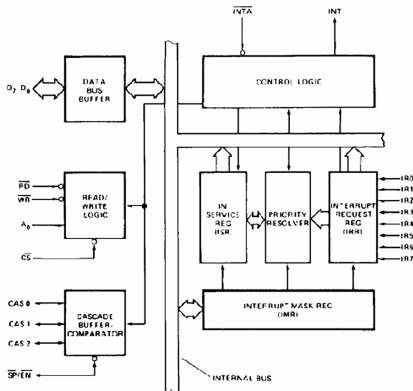 INTA INT
DATA
BUS
BUFFER
D7 D0
CONTROL LOGIC
RD
WR
A0
READ/
WRITE
LOGIC
CS
IN
SERVICE
REG
(ISR)
PRIORITY
RESOLVER
INTERRUPT
REQUEST
REG
(IRR)
IR0
IR1
IR2
IR3
IR4
IR5
IR6
IR7
CAS 0
CAS 1
CAS 2
CASCADE
BUFFER
COMPARATOR
INTERRUPT MASK REG
(IMR)
SP/EN
INTERNAL BUS